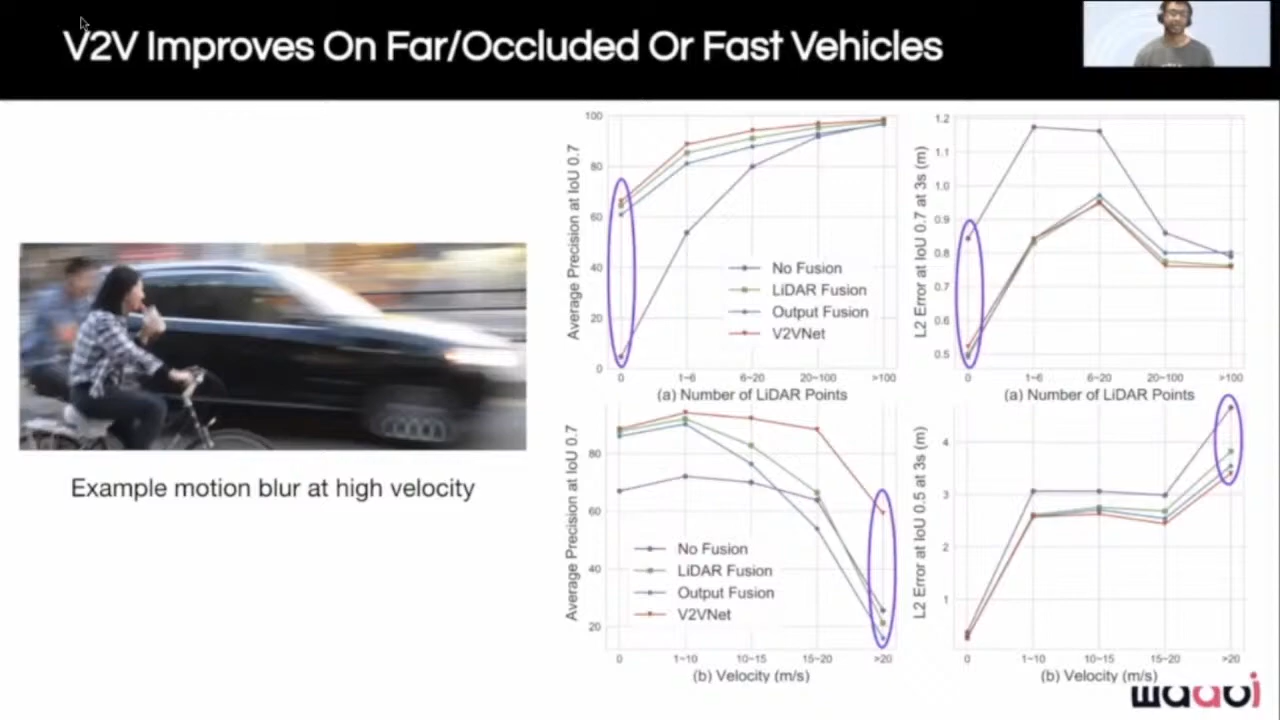 V2V Improves On Far/Occluded Or Fast Vehicles
Example motion blur at high velocity
Average Precision at IoU 0.7
100
80
60
40
20
0
No Fusion
LiDAR Fusion
Output Fusion
V2VNet
0 1~6 6~20 20~100 >100
(a) Number of LiDAR Points
L2 Error at IoU 0.7 at 3s (m)
1.2
1.1
1.0
0.9
0.8
0.7
0.6
0.5
0 1~6 6~20 20~100 >100
(a) Number of LiDAR Points
Average Precision at IoU 0.7
80
60
40
20
No Fusion
LiDAR Fusion
Output Fusion
V2VNet
0 1~10 10~15 15~20 >20
(b) Velocity (m/s)
L2 Error at IoU 0.5 at 3s (m)
4
3
2
1
0 1~10 10~15 15~20 >20
(b) Velocity (m/s)
waabi